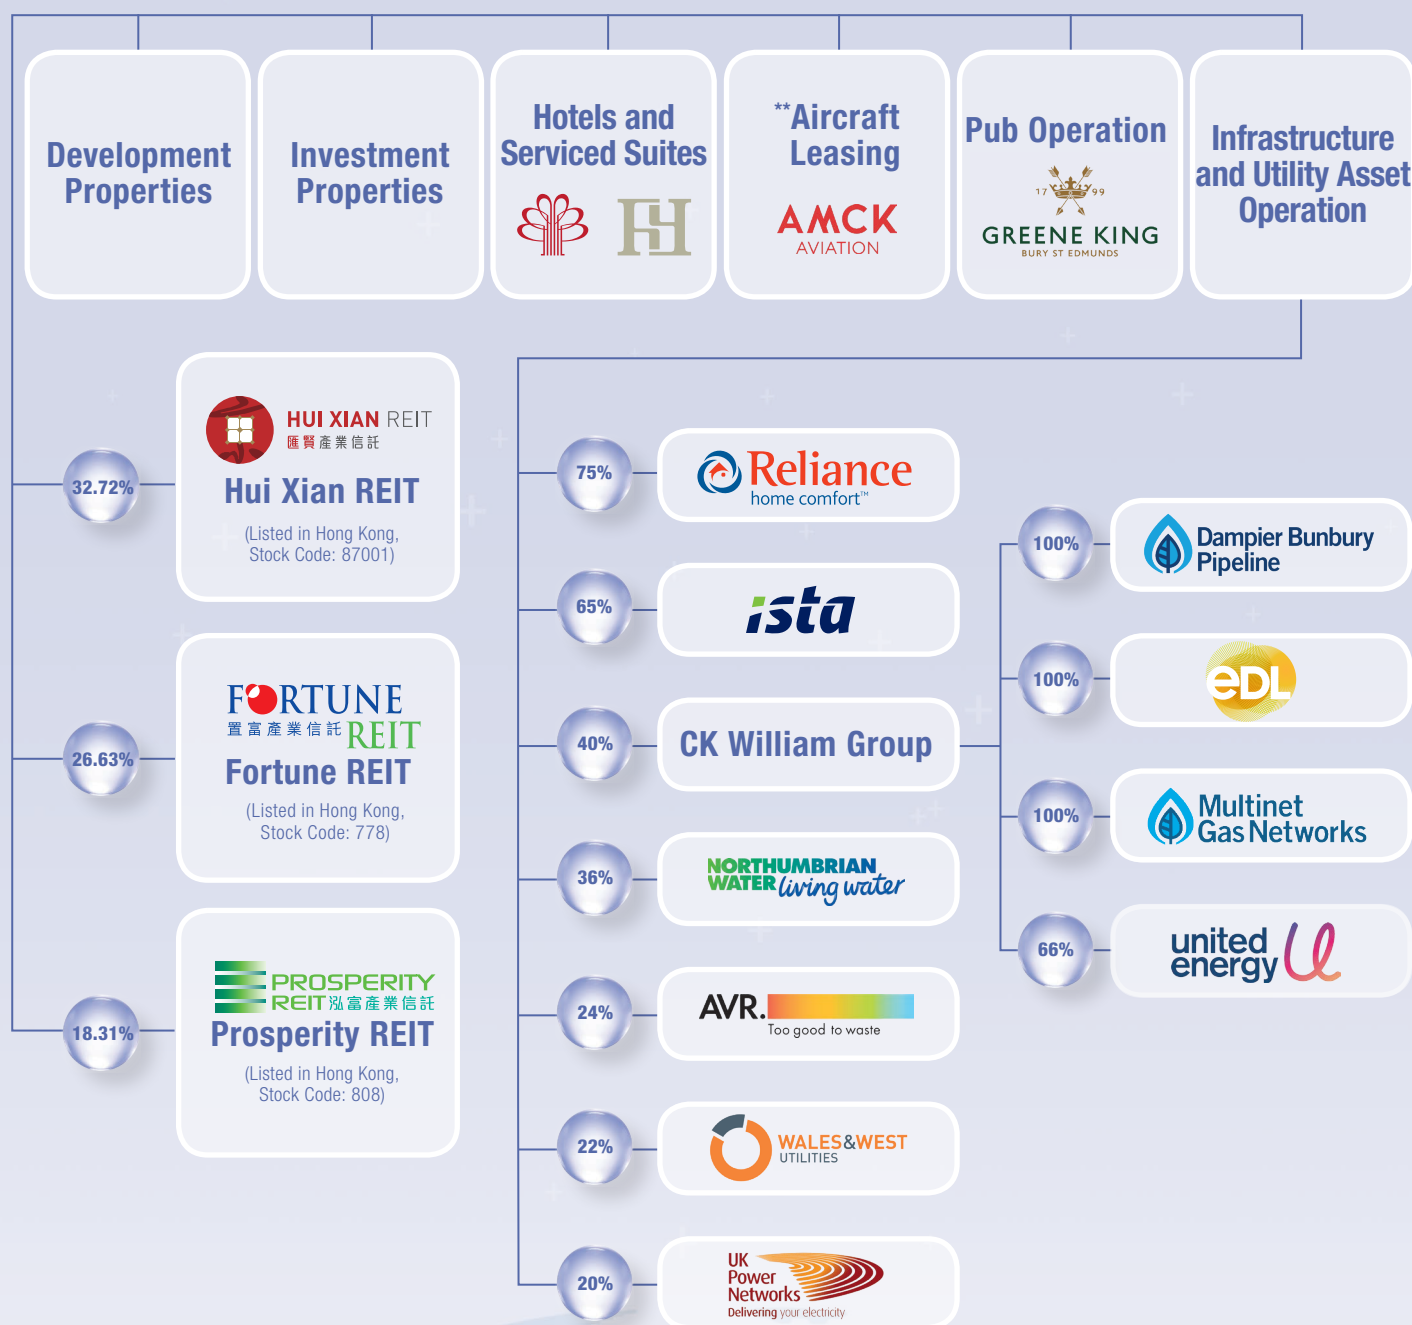 Development
Properties
Investment
Properties
Hotels and
Serviced Suites
**Aircraft
Leasing
AMCK
AVIATION
Pub Operation
17 99
GREENE KING
BURY ST EDMUNDS
Infrastructure
and Utility Asset
Operation
32.72%
HUI XIAN REIT
匯賢產業信託
Hui Xian REIT
(Listed in Hong Kong,
Stock Code: 87001)
26.63%
FORTUNE
置富產業信託 REIT
Fortune REIT
(Listed in Hong Kong,
Stock Code: 778)
18.31%
PROSPERITY
REIT 泓富產業信託
Prosperity REIT
(Listed in Hong Kong,
Stock Code: 808)
75%
Reliance
home comfort™
65%
ista
40%
CK William Group
36%
NORTHUMBRIAN
WATER living water
24%
AVR.
Too good to waste
22%
WALES&WEST
UTILITIES
20%
UK
Power
Networks
Delivering your electricity
100%
Dampier Bunbury
Pipeline
100%
eDL
100%
Multinet
Gas Networks
66%
united
energy